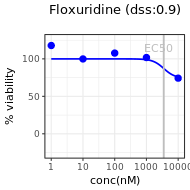 Floxuridine (dss:0.9)
EC50
100
50
0
% viability
1 10 100 1000 10000
conc(nM)